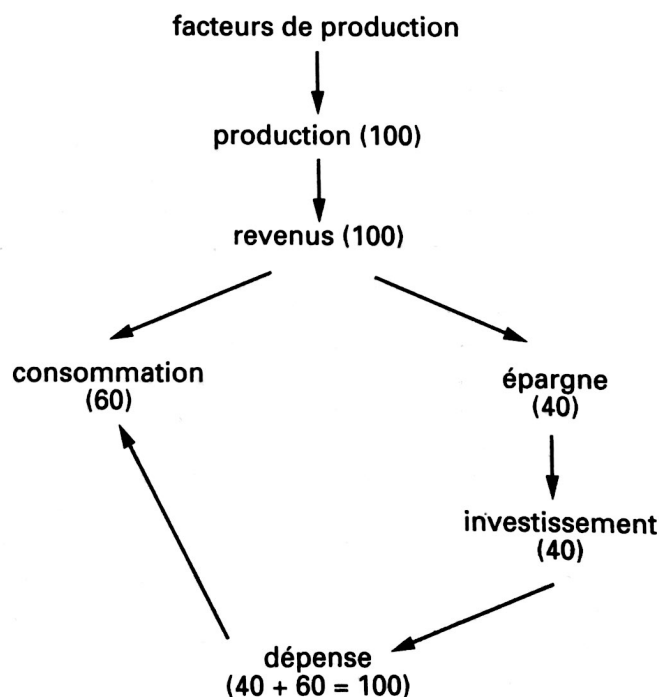 facteurs de production
production (100)
revenus (100)
consommation
(60)
épargne
(40)
investissement
(40)
dépense
(40 + 60 = 100)